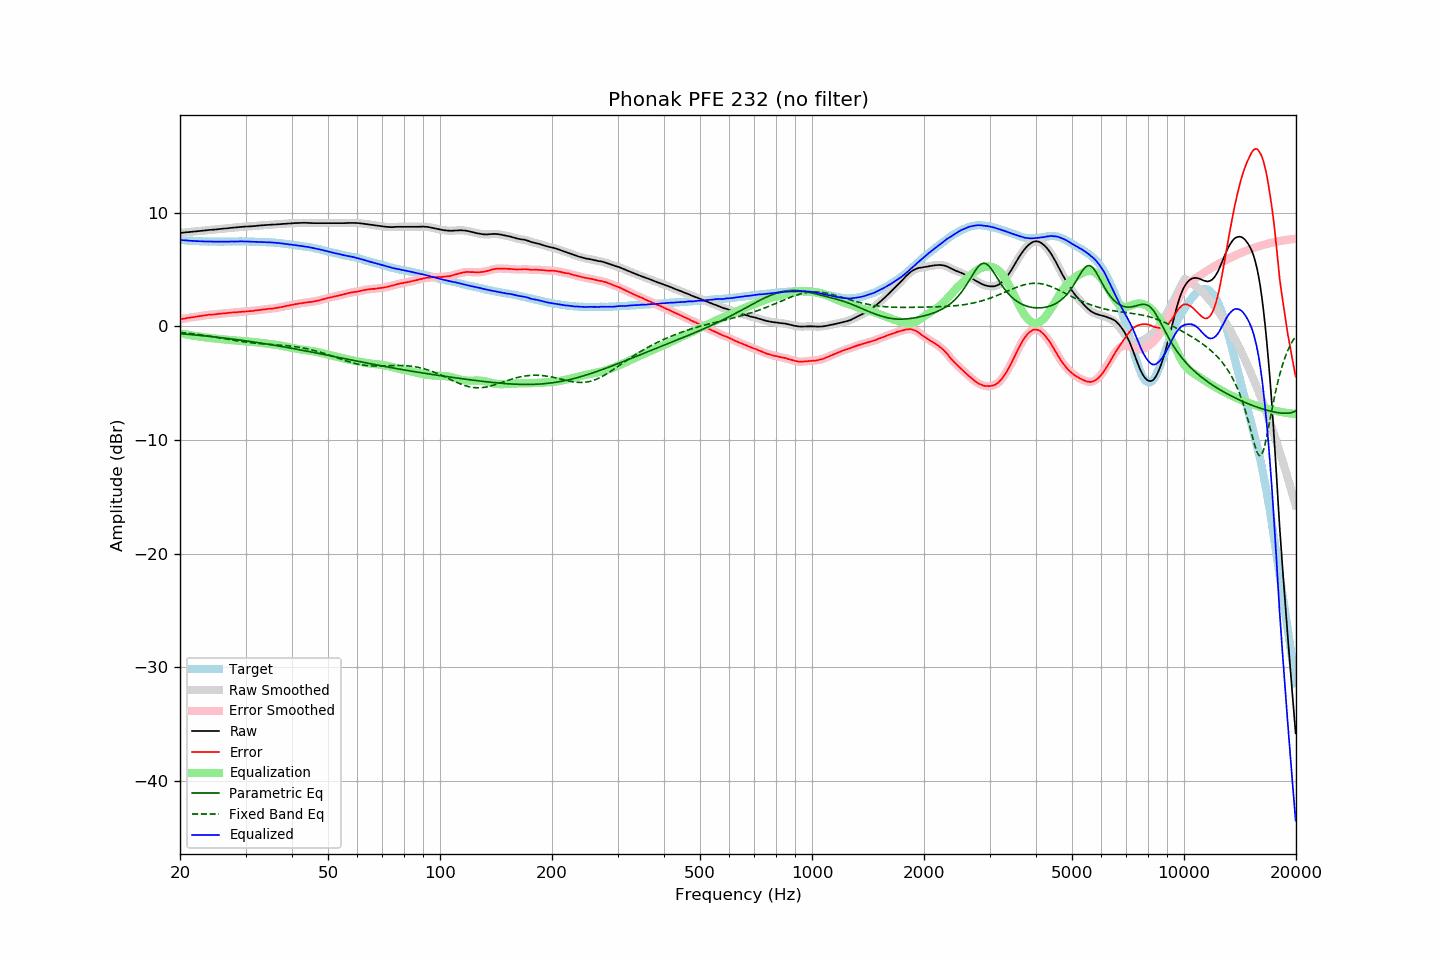 Phonak PFE 232 (no filter)
Amplitude (dBr)
10
0
−10
−20
−30
−40
Target
Raw Smoothed
Error Smoothed
Raw
Error
Equalization
Parametric Eq
Fixed Band Eq
Equalized
20 50 100 200 500 1000 2000 5000 10000 20000
Frequency (Hz)